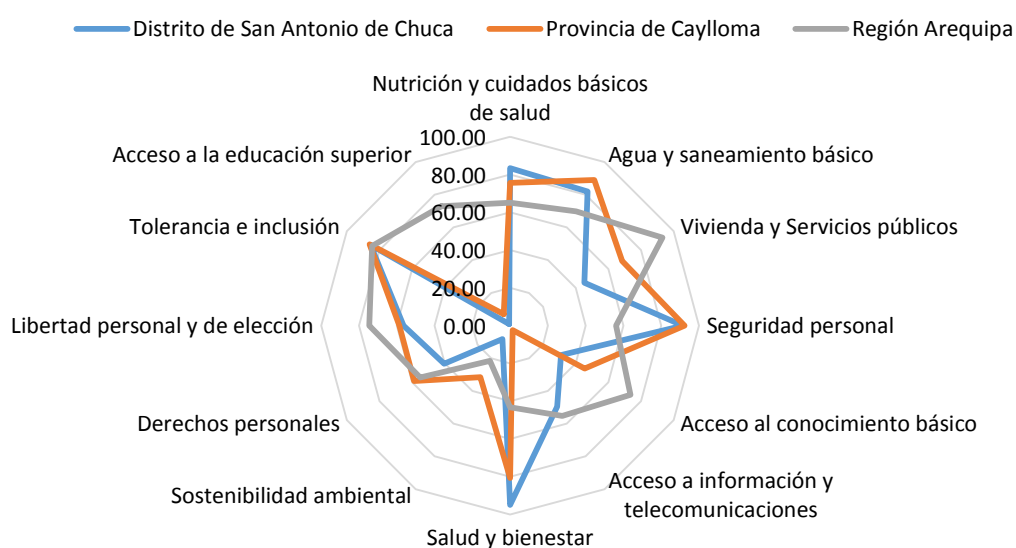 Distrito de San Antonio de Chuca
Provincia de Caylloma
Región Arequipa
Nutrición y cuidados básicos
de salud
100.00
80.00
60.00
40.00
20.00
0.00
Agua y saneamiento básico
Vivienda y Servicios públicos
Seguridad personal
Acceso al conocimiento básico
Acceso a información y
telecomunicaciones
Salud y bienestar
Sostenibilidad ambiental
Derechos personales
Libertad personal y de elección
Tolerancia e inclusión
Acceso a la educación superior